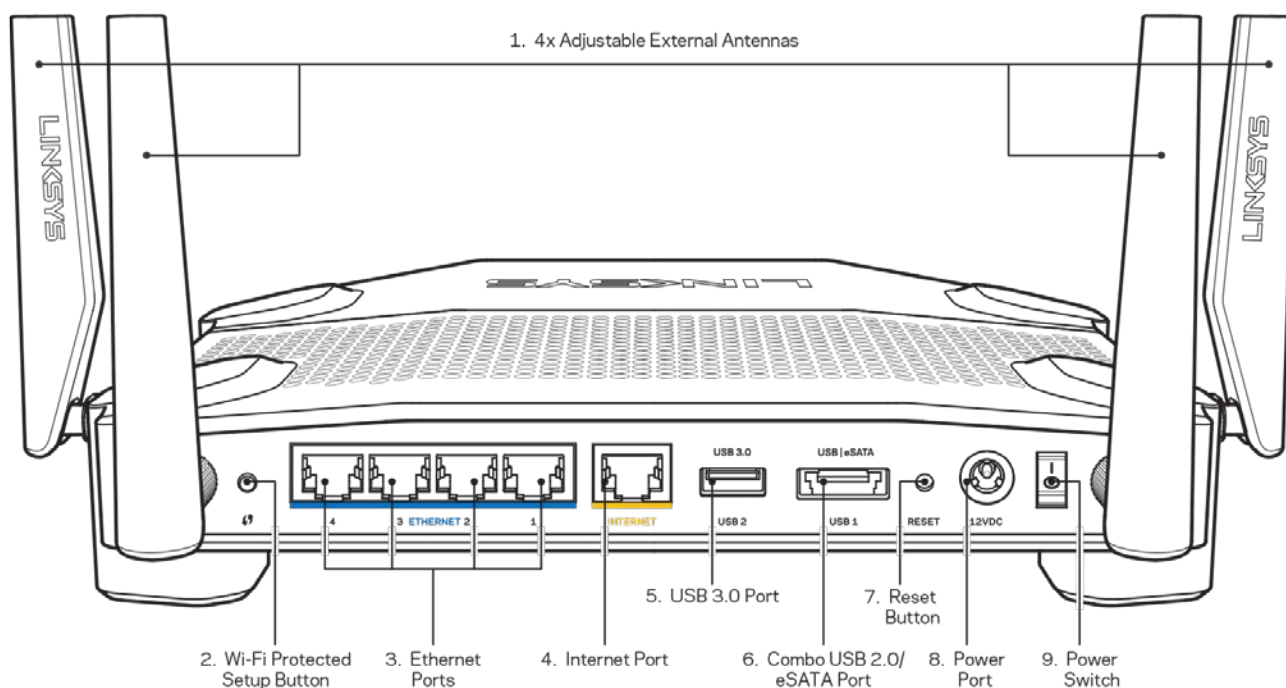 1. 4x Adjustable External Antennas
LINKSYS
LINKSYS
LINKSYS
USB 3.0
USB | eSATA
4
3
ETHERNET
2
1
INTERNET
USB 2
USB 1
RESET
12VDC
5. USB 3.0 Port
7. Reset
Button
2. Wi-Fi Protected
Setup Button
3. Ethernet
Ports
4. Internet Port
6. Combo USB 2.0/
eSATA Port
8. Power
Port
9. Power
Switch